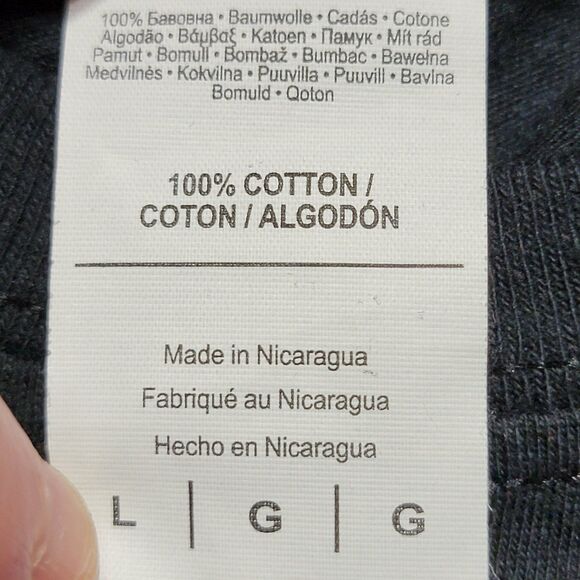 100% Бавовна • Baumwolle • Cadás • Cotone
Algodão • Βάμβαξ • Katoen • Памук • Mít rád
Pamut • Bomull • Bombaž • Bumbac • Bawełna
Medvilnės • Kokvilna • Puuvilla • Puuvill • Bavlna
Bomuld • Qoton
100% COTTON /
COTON / ALGODÓN
Made in Nicaragua
Fabriqué au Nicaragua
Hecho en Nicaragua
L | G | G